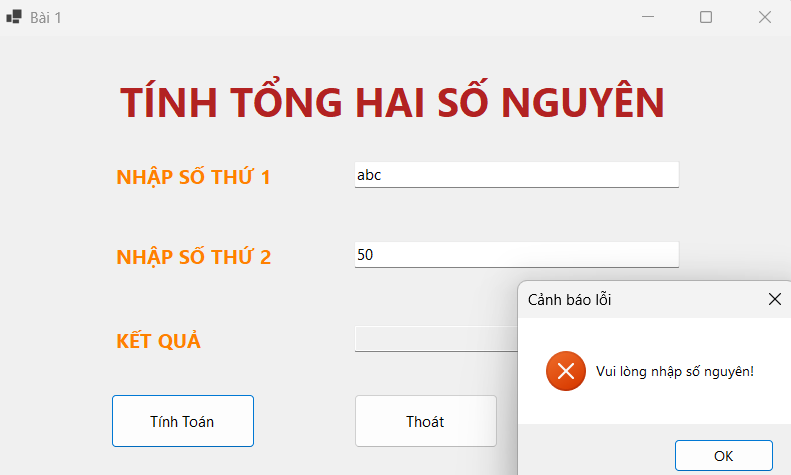 Bài 1
TÍNH TỔNG HAI SỐ NGUYÊN
NHẬP SỐ THỨ 1
abc
NHẬP SỐ THỨ 2
50
KẾT QUẢ
Tính Toán
Thoát
Cảnh báo lỗi
Vui lòng nhập số nguyên!
OK